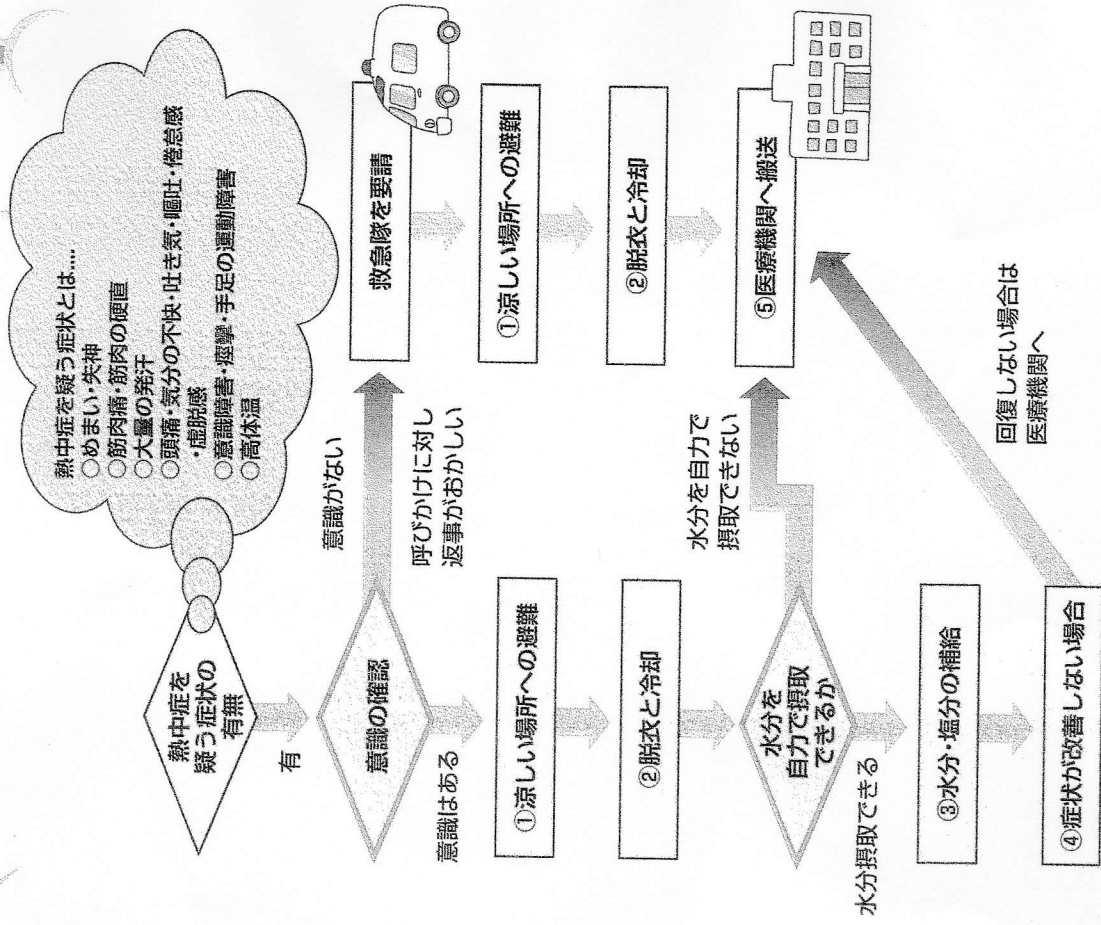 熱中症を疑う症状とは....
○めまい・失神
○筋肉痛・筋肉の硬直
○大量の発汗
○頭痛・気分の不快・吐き気・嘔吐・倦怠感
・虚脱感
○意識障害・痙攣・手足の運動障害
○高体温
熱中症を
疑う症状の
有無
有
意識の確認
意識がない
呼びかけに対し
返事がおかしい
救急隊を要請
①涼しい場所への避難
②脱衣と冷却
⑤医療機関へ搬送
意識はある
①涼しい場所への避難
②脱衣と冷却
水分を
自力で摂取
できるか
水分を自力で
摂取できない
水分摂取できる
③水分・塩分の補給
④症状が改善しない場合
回復しない場合は
医療機関へ